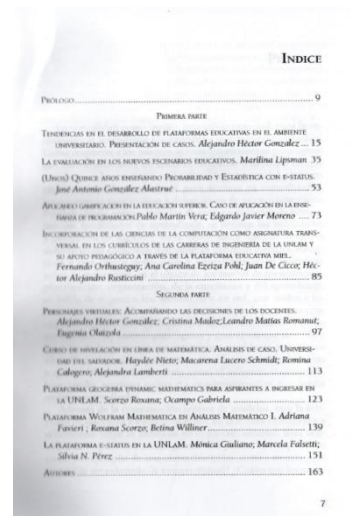 INDICE
PRÓLOGO.......... 9
PRIMERA PARTE
TENDENCIAS EN EL DESARROLLO DE PLATAFORMAS EDUCATIVAS EN EL AMBIENTE
UNIVERSITARIO. PRESENTACIÓN DE CASOS. Alejandro Héctor Gonzalez ... 15
LA EVALUACIÓN EN LOS NUEVOS ESCENARIOS EDUCATIVOS. Marilina Lipsman 35
(UNOS) QUINCE AÑOS ENSEÑANDO PROBABILIDAD Y ESTADÍSTICA CON E-STATUS.
José Antonio González Alastrué .......... 53
APLICANDO GAMIFICACIÓN EN LA EDUCACIÓN SUPERIOR. CASO DE APLICACIÓN EN LA ENSE-
ÑANZA DE PROGRAMACIÓN Pablo Martín Vera; Edgardo Javier Moreno .... 73
INCORPORACIÓN DE LAS CIENCIAS DE LA COMPUTACIÓN COMO ASIGNATURA TRANS-
VERSAL EN LOS CURRÍCULOS DE LAS CARRERAS DE INGENIERÍA DE LA UNLAM Y
SU APOYO PEDAGÓGICO A TRAVÉS DE LA PLATAFORMA EDUCATIVA MIEL.
Fernando Orthusteguy; Ana Carolina Ezeiza Pohl; Juan De Cicco; Héc-
tor Alejandro Rusticcini .......... 85
SEGUNDA PARTE
PERSONAJES VIRTUALES: ACOMPAÑANDO LAS DECISIONES DE LOS DOCENTES.
Alejandro Héctor González; Cristina Madoz;Leandro Matías Romanut;
Eugenia Olaizola .......... 97
CURSO DE NIVELACIÓN EN LÍNEA DE MATEMÁTICA. ANÁLISIS DE CASO. UNIVERSI-
DAD DEL SALVADOR. Haydée Nieto; Macarena Lucero Schmidt; Romina
Calogero; Alejandra Lamberti .......... 113
PLATAFORMA GEOGEBRA DYNAMIC MATHEMATICS PARA ASPIRANTES A INGRESAR EN
LA UNLAM. Scorzo Roxana; Ocampo Gabriela .......... 123
PLATAFORMA WOLFRAM MATHEMATICA EN ANÁLISIS MATEMÁTICO I. Adriana
Favieri ; Roxana Scorzo; Betina Williner.......... 139
LA PLATAFORMA E-STATUS EN LA UNLAM. Mónica Giuliano; Marcela Falsetti;
Silvia N. Pérez .......... 151
AUTORES .......... 163
7